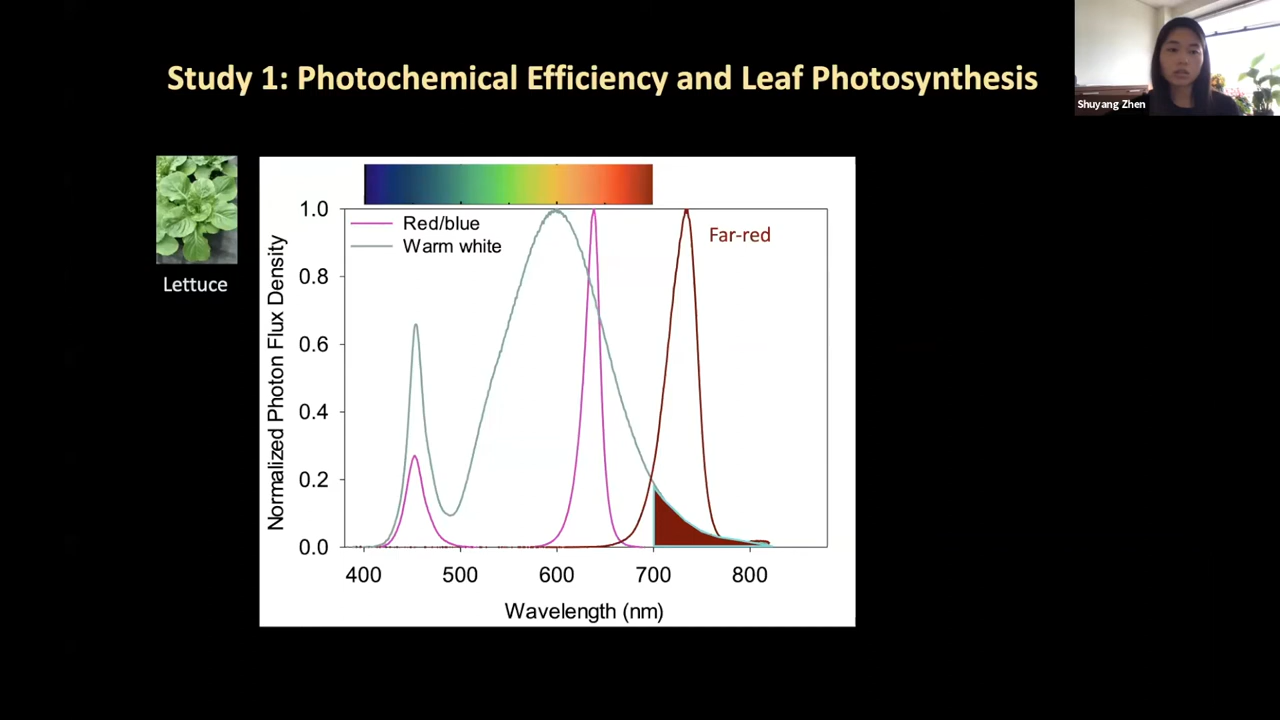 Study 1: Photochemical Efficiency and Leaf Photosynthesis
Shuyang Zhen
Lettuce
Red/blue
Warm white
Far-red
Normalized Photon Flux Density
1.0
0.8
0.6
0.4
0.2
0.0
400 500 600 700 800
Wavelength (nm)